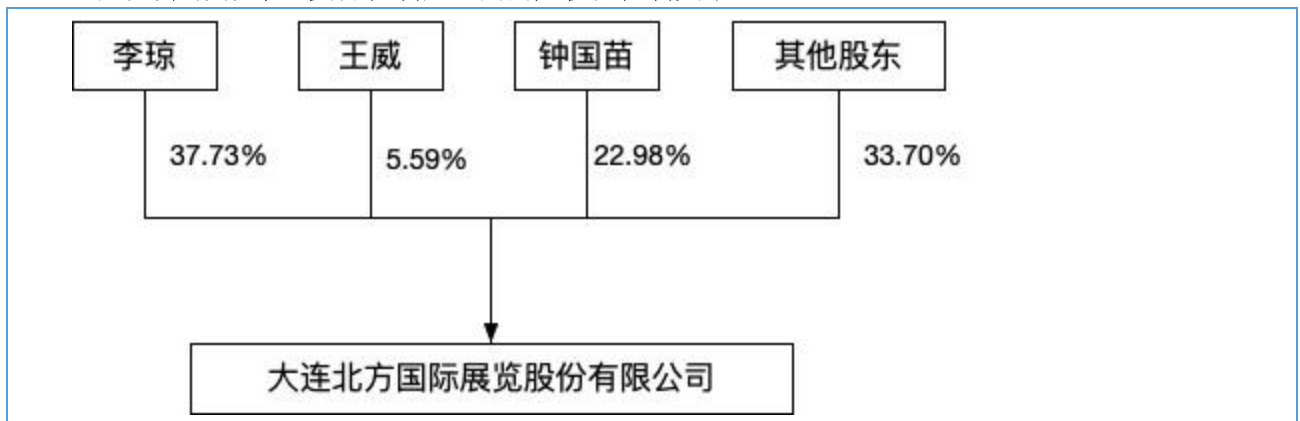 李琼
王威
钟国苗
其他股东
37.73%
5.59%
22.98%
33.70%
大连北方国际展览股份有限公司